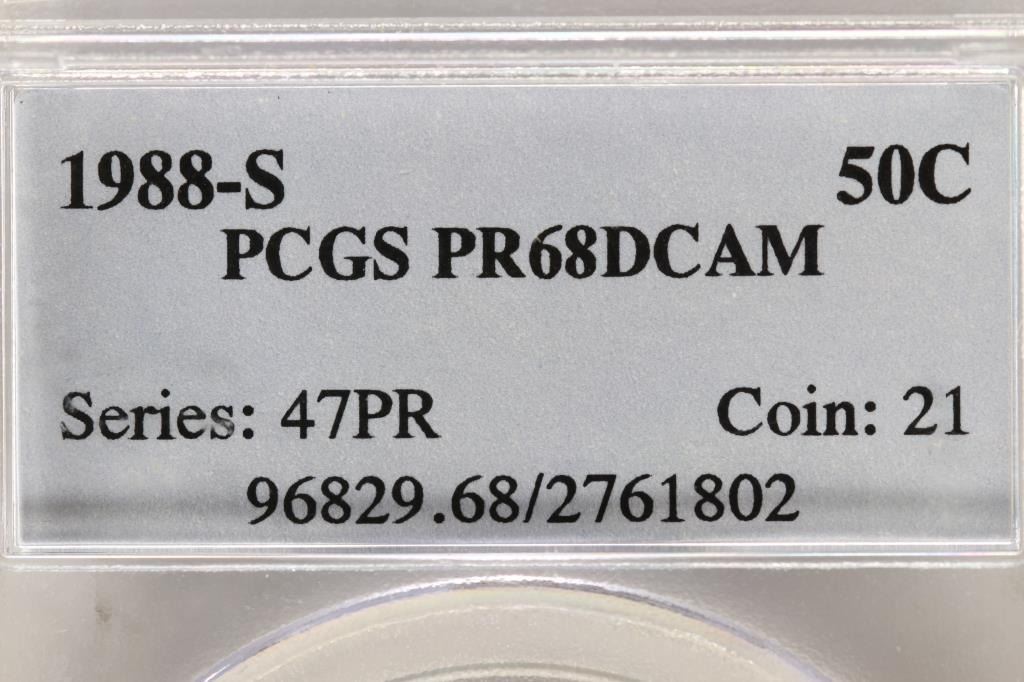 1988-S 50C
PCGS PR68DCAM
Series: 47PR Coin: 21
96829.68/2761802